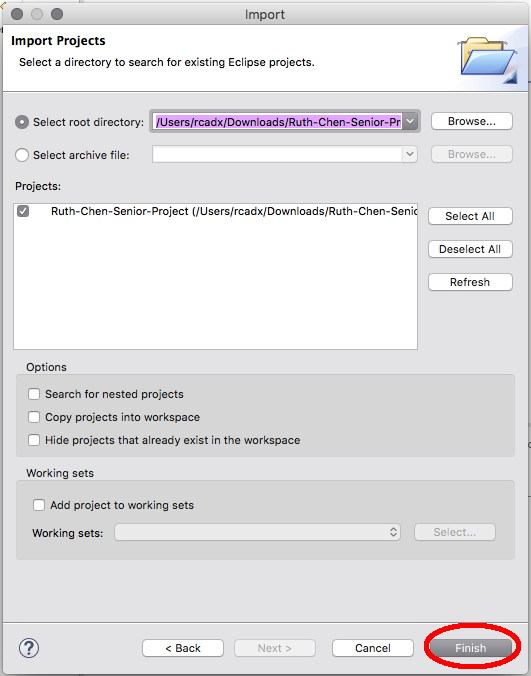 Import
Import Projects
Select a directory to search for existing Eclipse projects.
Select root directory: /Users/rcadx/Downloads/Ruth-Chen-Senior-Pr Browse...
Select archive file: Browse...
Projects:
Ruth-Chen-Senior-Project (/Users/rcadx/Downloads/Ruth-Chen-Senio
Select All
Deselect All
Refresh
Options
Search for nested projects
Copy projects into workspace
Hide projects that already exist in the workspace
Working sets
Add project to working sets
Working sets: Select...
? < Back Next > Cancel Finish